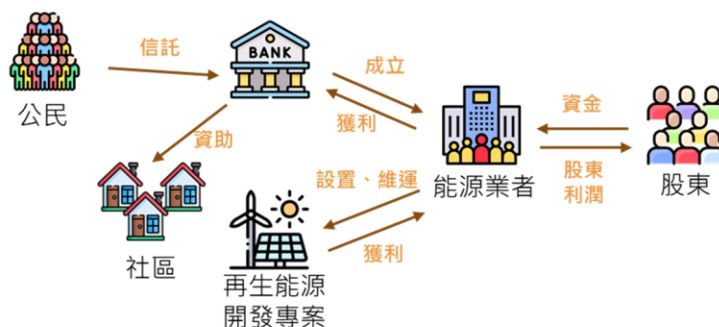 信託
BANK
成立
公民
獲利
資金
資助
設置、維運
能源業者
股東
利潤
股東
獲利
社區
再生能源
開發專案